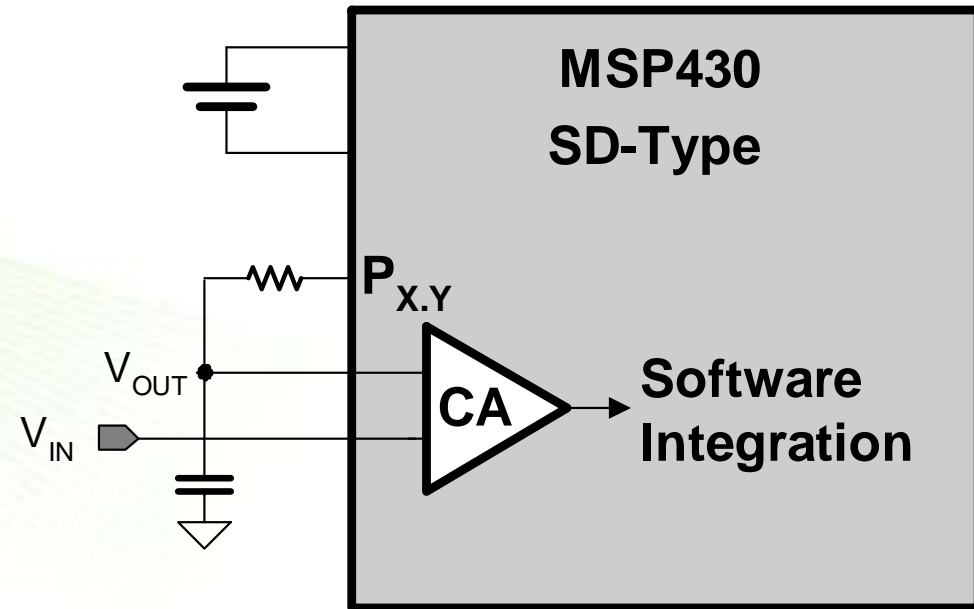 MSP430
SD-Type
PX.Y
VOUT
CA
Software
Integration
VIN